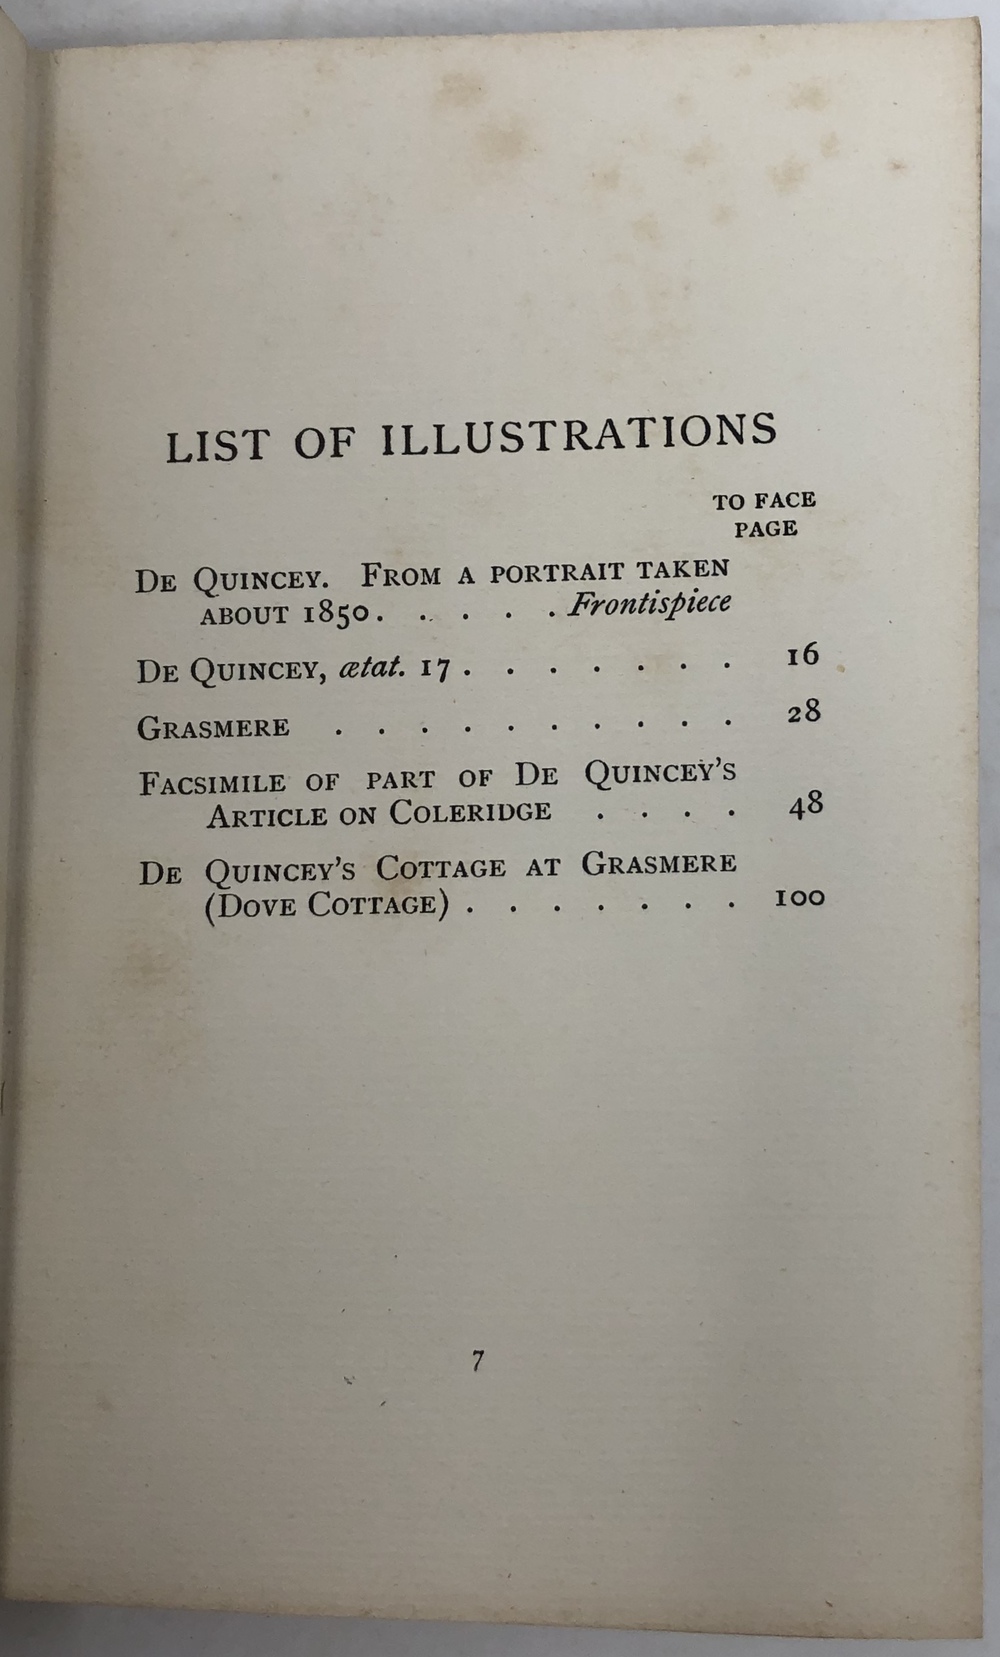 LIST OF ILLUSTRATIONS
TO FACE
PAGE
DE QUINCEY. FROM A PORTRAIT TAKEN
ABOUT 1850. . . . . Frontispiece
DE QUINCEY, ætat. 17 . . . . . . . 16
GRASMERE . . . . . . . . . . 28
FACSIMILE OF PART OF DE QUINCEY'S
ARTICLE ON COLERIDGE . . . . 48
DE QUINCEY'S COTTAGE AT GRASMERE
(DOVE COTTAGE) . . . . . . . 100
7